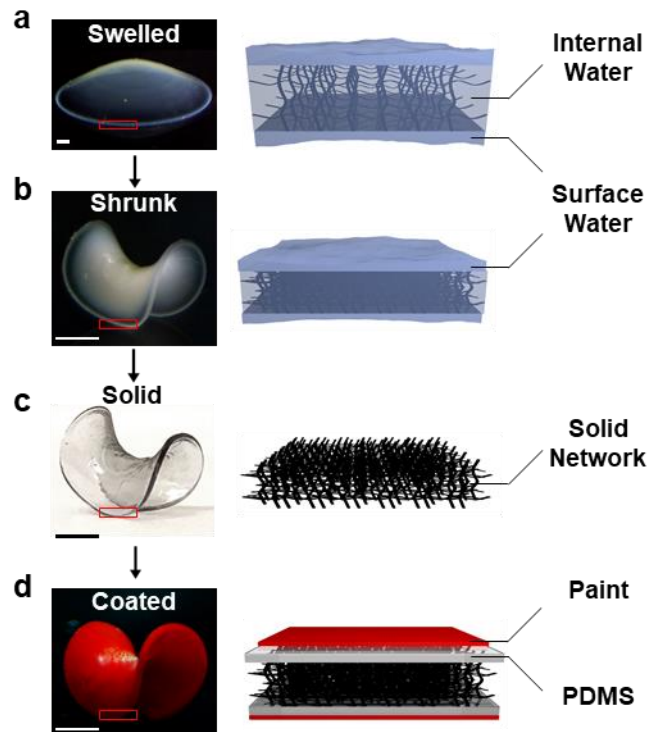 a
Swelled
Internal
Water
b
Shrunk
Surface
Water
c
Solid
Solid
Network
d
Coated
Paint
PDMS